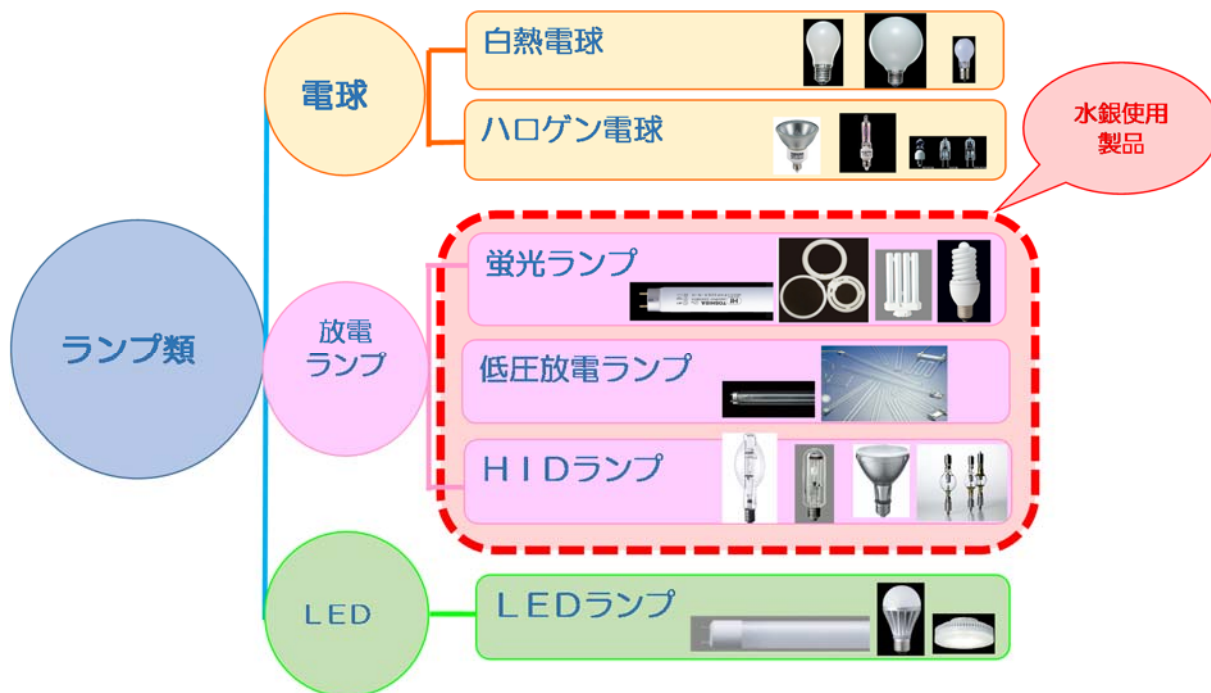 ランプ類
電球
白熱電球
ハロゲン電球
水銀使用
製品
放電
ランプ
蛍光ランプ
TOSHIBA
低圧放電ランプ
ＨＩＤランプ
ＬＥＤ
ＬＥＤランプ